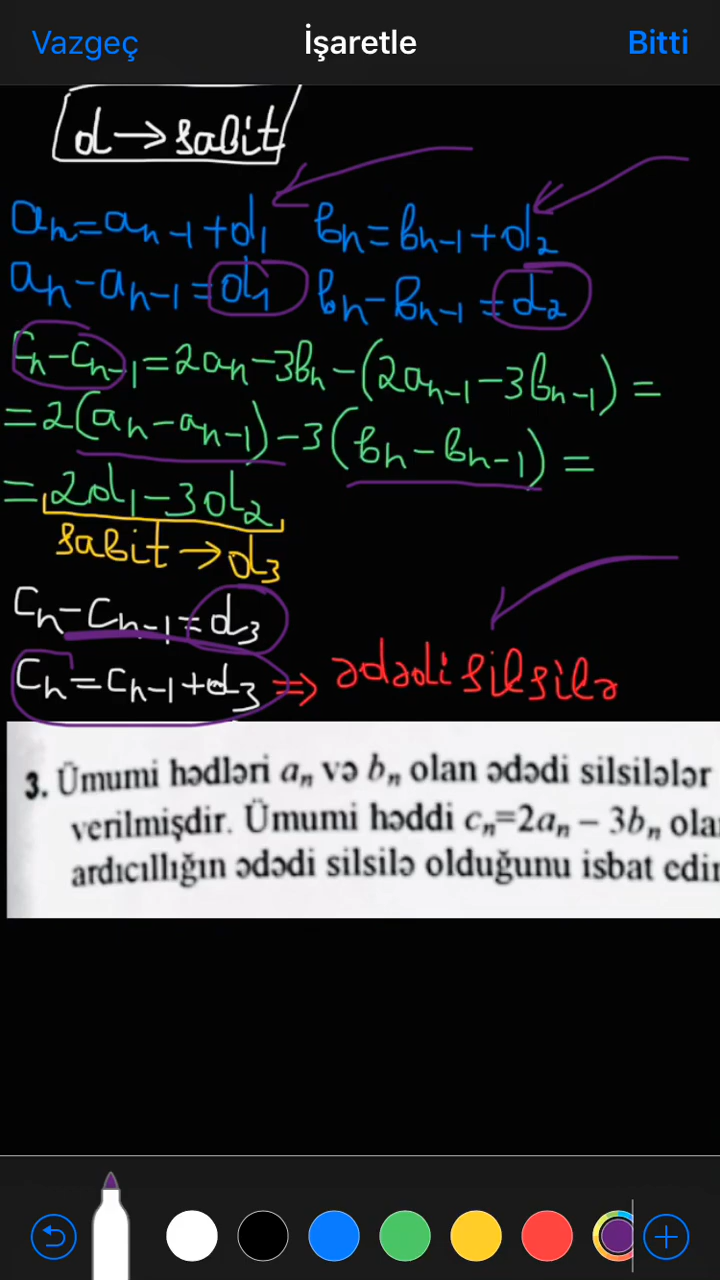 Vazgeç İşaretle Bitti
d→sabit
aₙ=aₙ₋₁+d₁ bₙ=bₙ₋₁+d₂
aₙ-aₙ₋₁=d₁ bₙ-bₙ₋₁=d₂
cₙ-cₙ₋₁=2aₙ-3bₙ-(2aₙ₋₁-3bₙ₋₁)=
=2(aₙ-aₙ₋₁)-3(bₙ-bₙ₋₁)=
=2d₁-3d₂
sabit→d₃
cₙ-cₙ₋₁=d₃
cₙ=cₙ₋₁+d₃ ⇒ ədədi silsilə
3. Ümumi hədləri aₙ və bₙ olan ədədi silsilələr
verilmişdir. Ümumi həddi cₙ=2aₙ – 3bₙ ola
ardıcıllığın ədədi silsilə olduğunu isbat edi